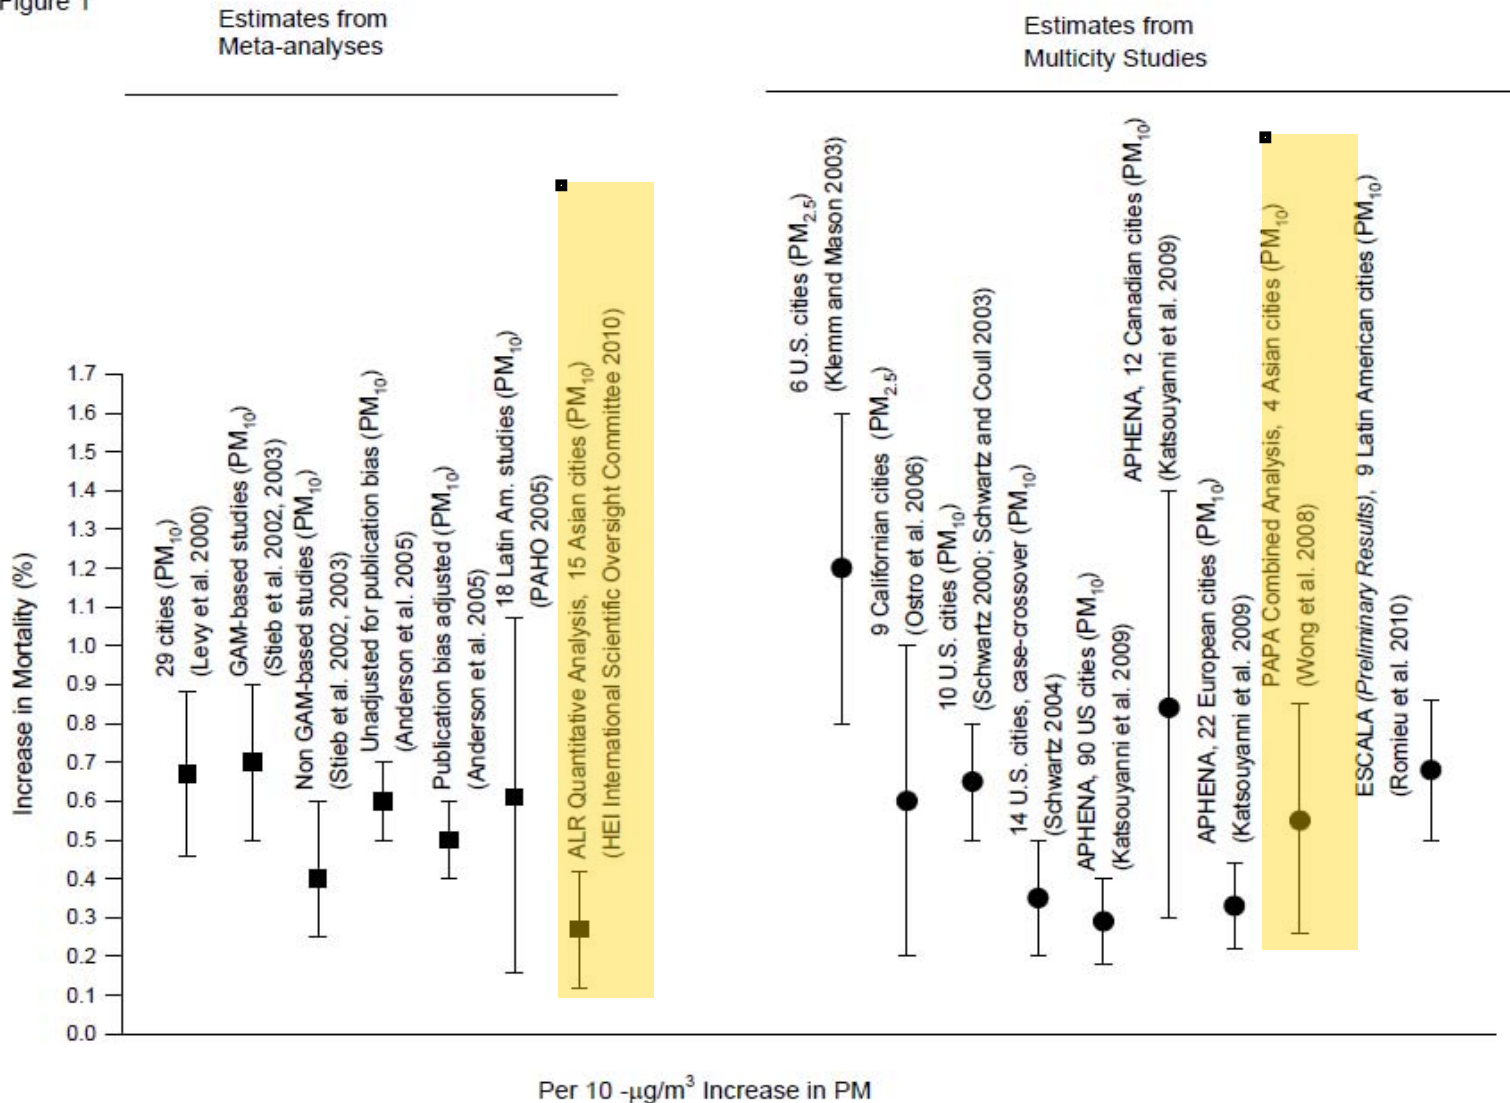 Figure 1
Estimates from
Meta-analyses
Estimates from
Multicity Studies
Increase in Mortality (%)
1.7
1.6
1.5
1.4
1.3
1.2
1.1
1.0
0.9
0.8
0.7
0.6
0.5
0.4
0.3
0.2
0.1
0.0
29 cities (PM10)
(Levy et al. 2000)
GAM-based studies (PM10)
(Stieb et al. 2002, 2003)
Non GAM-based studies (PM10)
(Stieb et al. 2002, 2003)
Unadjusted for publication bias (PM10)
(Anderson et al. 2005)
Publication bias adjusted (PM10)
(Anderson et al. 2005)
18 Latin Am. studies (PM10)
(PAHO 2005)
ALR Quantitative Analysis, 15 Asian cities (PM10)
(HEI International Scientific Oversight Committee 2010)
6 U.S. cities (PM2.5)
(Klemm and Mason 2003)
9 Californian cities (PM2.5)
(Ostro et al. 2006)
10 U.S. cities (PM10)
(Schwartz 2000; Schwartz and Coull 2003)
14 U.S. cities, case-crossover (PM10)
(Schwartz 2004)
APHENA, 90 US cities (PM10)
(Katsouyanni et al. 2009)
APHENA, 12 Canadian cities (PM10)
(Katsouyanni et al. 2009)
APHENA, 22 European cities (PM10)
(Katsouyanni et al. 2009)
PAPA Combined Analysis, 4 Asian cities (PM10)
(Wong et al. 2008)
ESCALA (Preliminary Results), 9 Latin American cities (PM10)
(Romieu et al. 2010)
Per 10 -μg/m³ Increase in PM